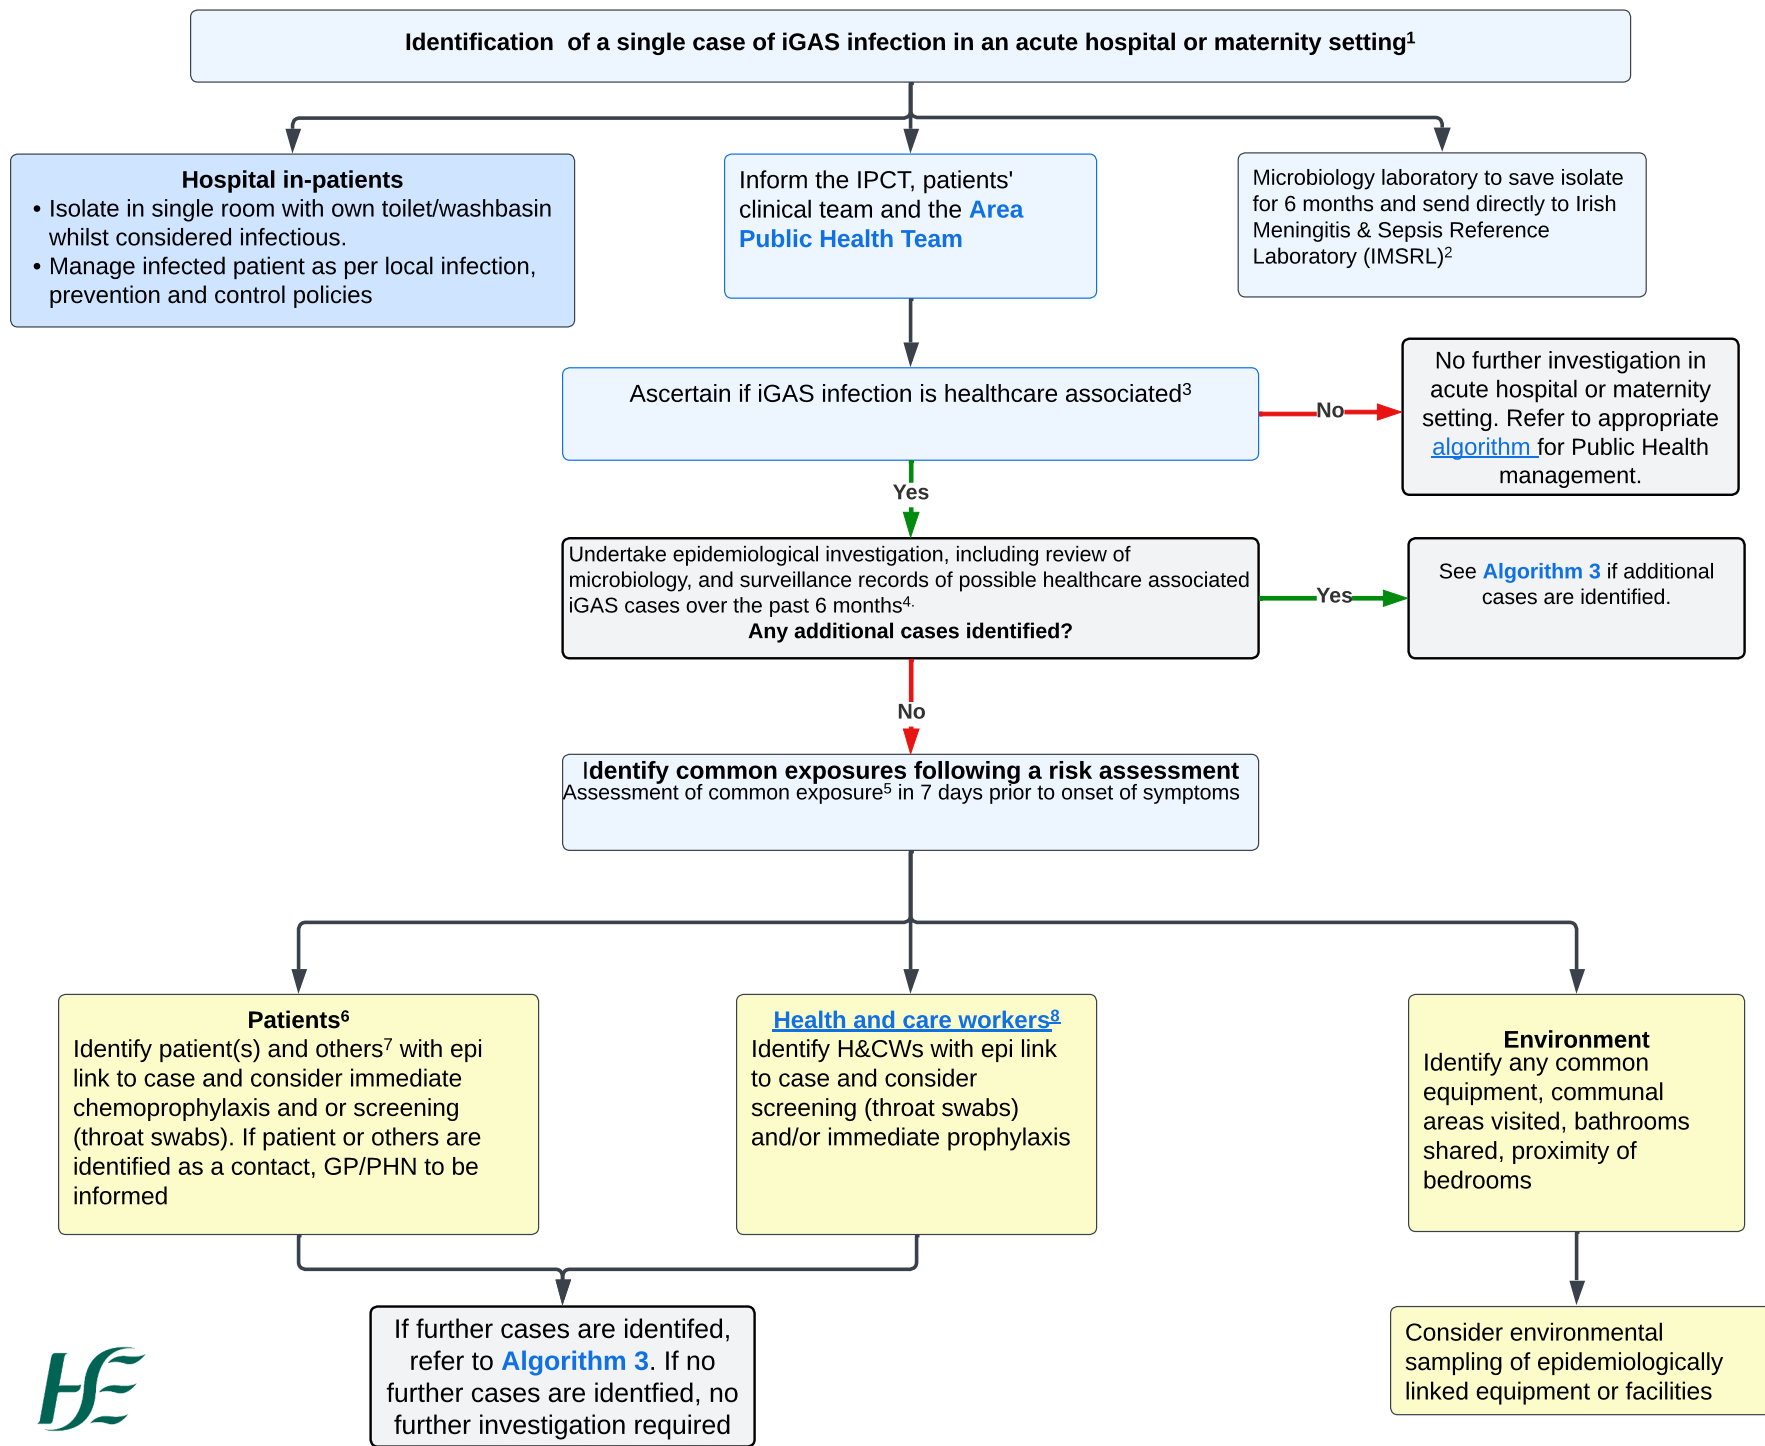 Identification  of a single case of iGAS infection in an acute hospital or maternity setting¹
Hospital in-patients
• Isolate in single room with own toilet/washbasin
whilst considered infectious.
• Manage infected patient as per local infection,
prevention and control policies
Inform the IPCT, patients'
clinical team and the Area
Public Health Team
Microbiology laboratory to save isolate
for 6 months and send directly to Irish
Meningitis & Sepsis Reference
Laboratory (IMSRL)²
Ascertain if iGAS infection is healthcare associated³
No
No further investigation in
acute hospital or maternity
setting. Refer to appropriate
algorithm for Public Health
management.
Yes
Undertake epidemiological investigation, including review of
microbiology, and surveillance records of possible healthcare associated
iGAS cases over the past 6 months⁴·
Any additional cases identified?
Yes
See Algorithm 3 if additional
cases are identified.
No
Identify common exposures following a risk assessment
Assessment of common exposure⁵ in 7 days prior to onset of symptoms
Patients⁶
Identify patient(s) and others⁷ with epi
link to case and consider immediate
chemoprophylaxis and or screening
(throat swabs). If patient or others are
identified as a contact, GP/PHN to be
informed
Health and care workers⁸
Identify H&CWs with epi link
to case and consider
screening (throat swabs)
and/or immediate prophylaxis
Environment
Identify any common
equipment, communal
areas visited, bathrooms
shared, proximity of
bedrooms
If further cases are identifed,
refer to Algorithm 3. If no
further cases are identfied, no
further investigation required
Consider environmental
sampling of epidemiologically
linked equipment or facilities
HSE